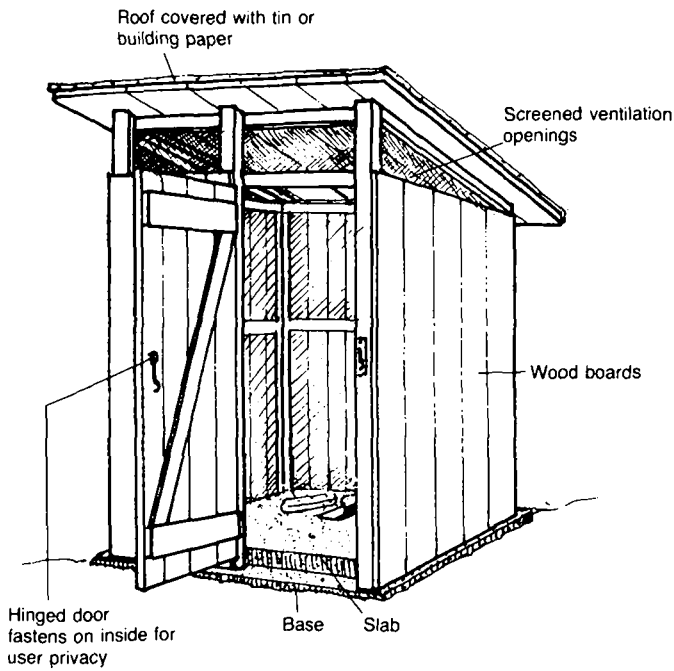 Roof covered with tin or
building paper
Screened ventilation
openings
Wood boards
Hinged door
fastens on inside for
user privacy
Base
Slab